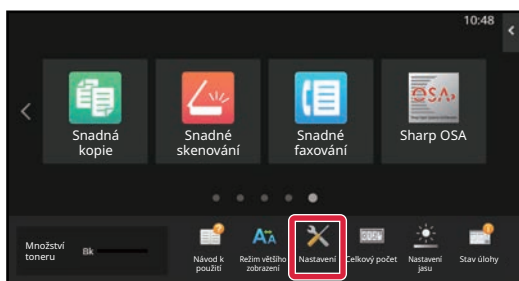 10:48
Snadná
kopie
Snadné
skenování
Snadné
faxování
OSA
Sharp OSA
Množství
toneru
Bk
Návod k
použití
Režim většího
zobrazení
Nastavení
Celkový počet
Nastavení
jasu
Stav úlohy